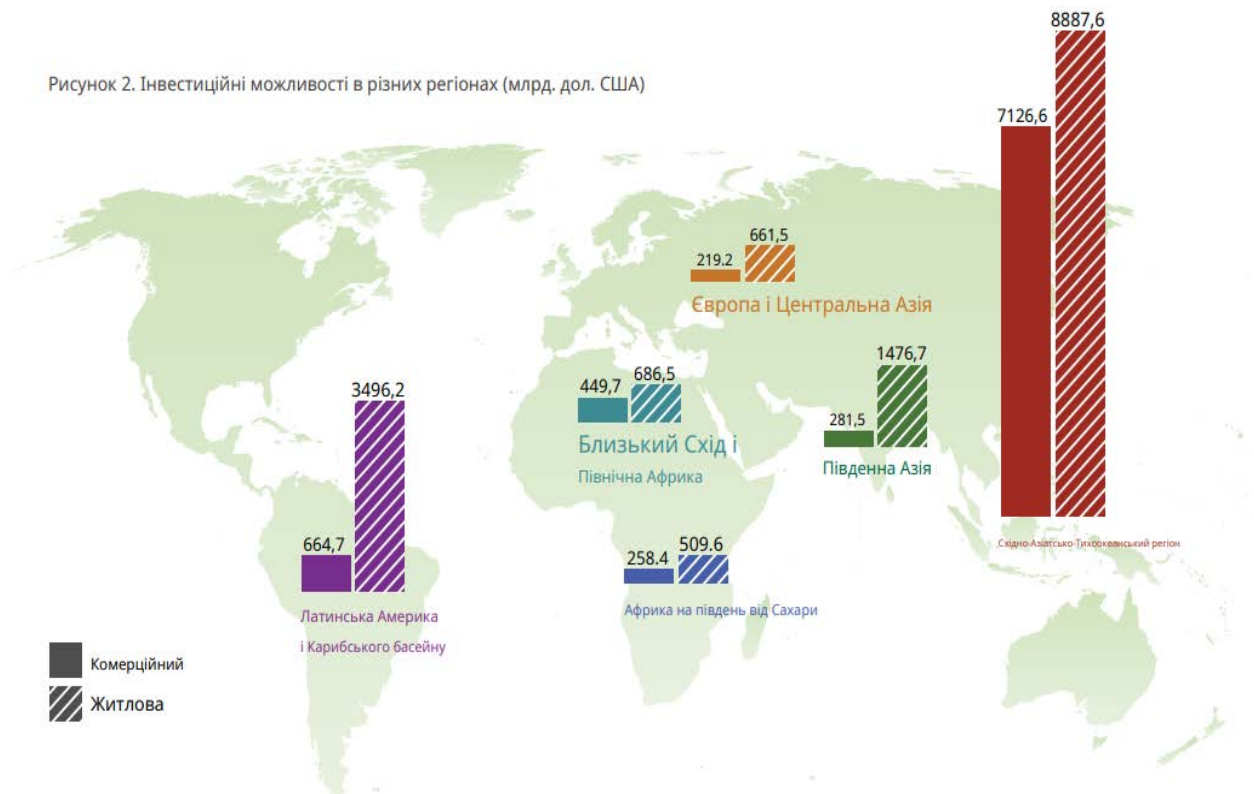 8887,6
Рисунок 2. Інвестиційні можливості в різних регіонах (млрд. дол. США)
7126,6
661,5
219.2
Європа і Центральна Азія
1476,7
281,5
Південна Азія
449,7
686,5
Близький Схід і
Північна Африка
3496,2
664,7
Латинська Америка
і Карибського басейну
258.4
509.6
Африка на південь від Сахари
Східно-Азіатсько-Тихоокеанський регіон
Комерційний
Житлова